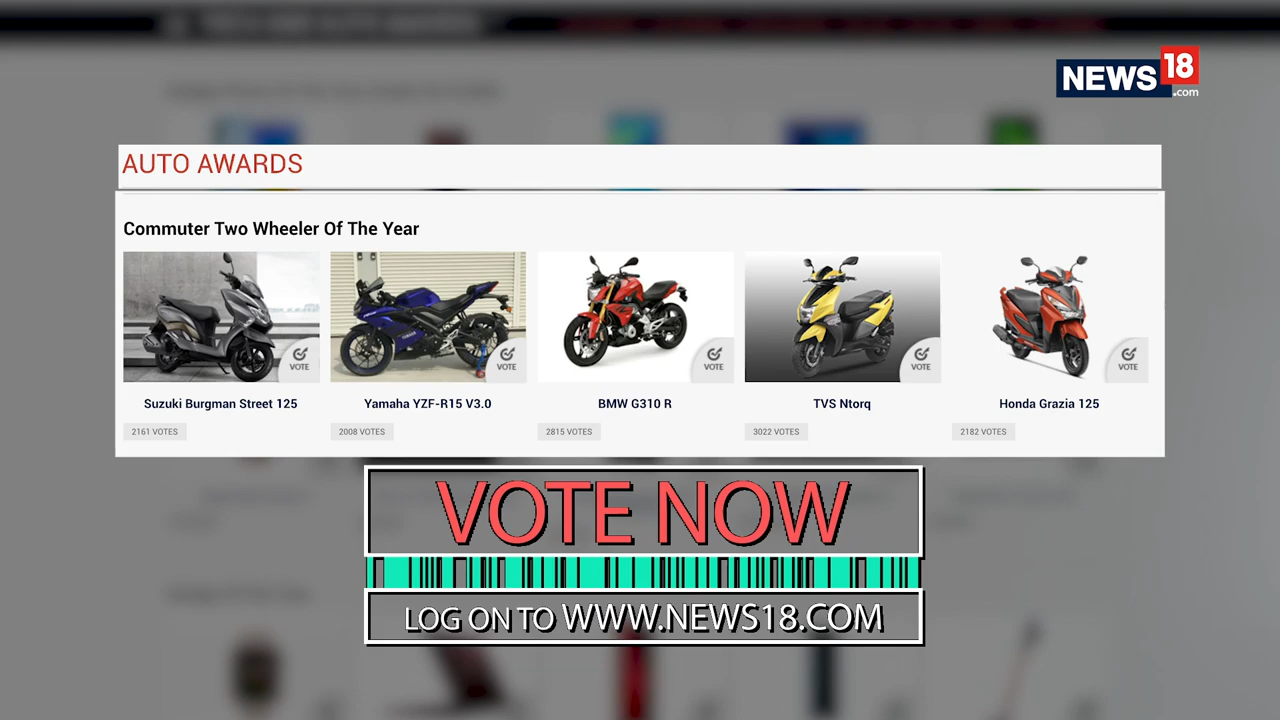 NEWS 18
.com
AUTO AWARDS
Commuter Two Wheeler Of The Year
VOTE VOTE VOTE VOTE VOTE
Suzuki Burgman Street 125 Yamaha YZF-R15 V3.0 BMW G310 R TVS Ntorq Honda Grazia 125
2161 VOTES 2008 VOTES 2815 VOTES 3022 VOTES 2182 VOTES
VOTE NOW
LOG ON TO WWW.NEWS18.COM